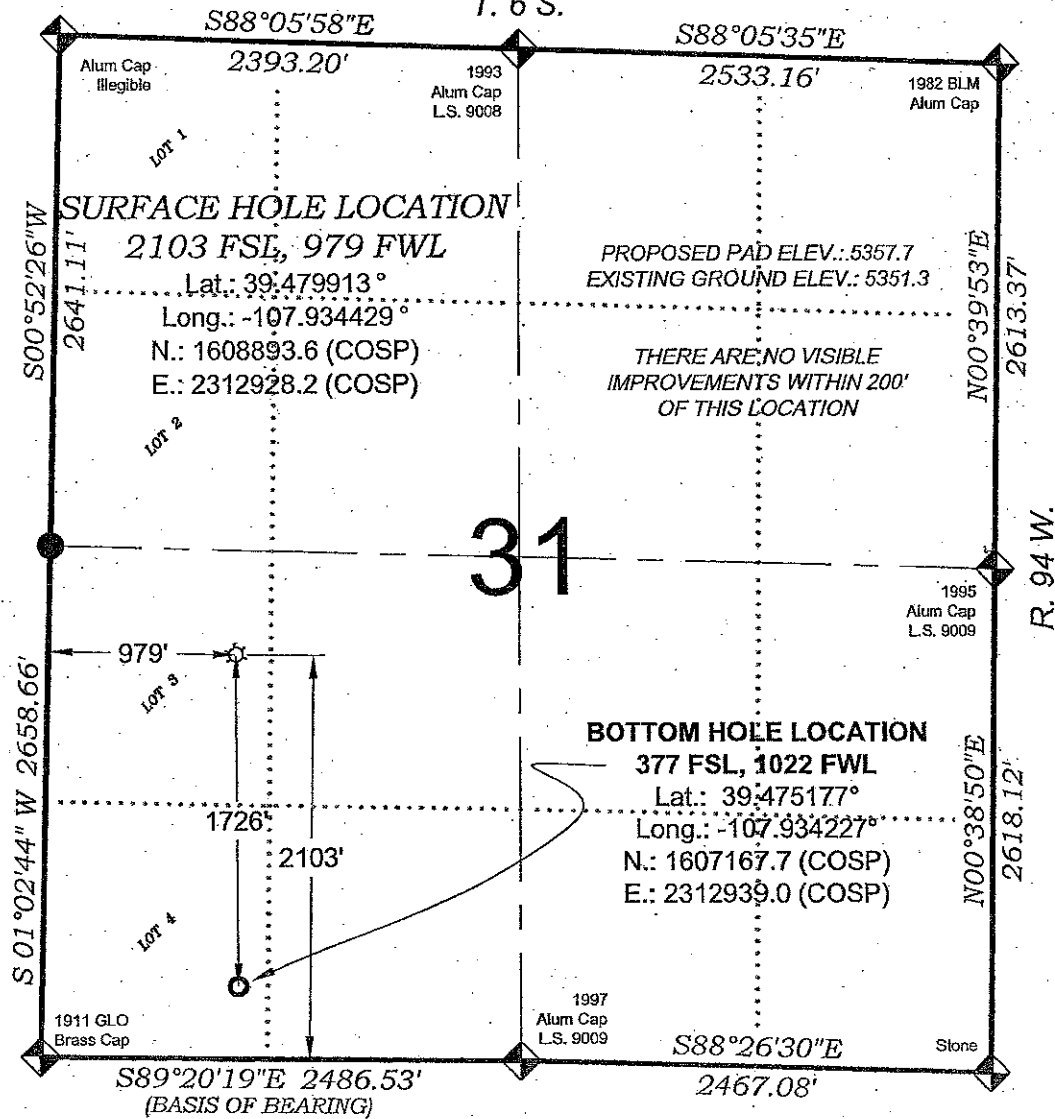 T. 6 S.
S88°05'58"E
2393.20'
S88°05'35"E
2533.16'
Alum Cap
Illegible
1993
Alum Cap
L.S. 9008
1982 BLM
Alum Cap
LOT 1
SURFACE HOLE LOCATION
2103 FSL, 979 FWL
Lat.: 39.479913°
Long.: -107.934429°
N.: 1608893.6 (COSP)
E.: 2312928.2 (COSP)
PROPOSED PAD ELEV.: 5357.7
EXISTING GROUND ELEV.: 5351.3
THERE ARE NO VISIBLE
IMPROVEMENTS WITHIN 200'
OF THIS LOCATION
S00°52'26"W
2641.11'
N00°39'53"E
2613.37'
LOT 2
31
R. 94 W.
1995
Alum Cap
L.S. 9009
979'
LOT 3
S 01°02'44" W 2658.66'
1726'
2103'
BOTTOM HOLE LOCATION
377 FSL, 1022 FWL
Lat.: 39.475177°
Long.: -107.934227°
N.: 1607167.7 (COSP)
E.: 2312939.0 (COSP)
N00°38'50"E
2618.12'
LOT 4
1911 GLO
Brass Cap
1997
Alum Cap
L.S. 9009
Stone
S89°20'19"E 2486.53'
(BASIS OF BEARING)
S88°26'30"E
2467.08'